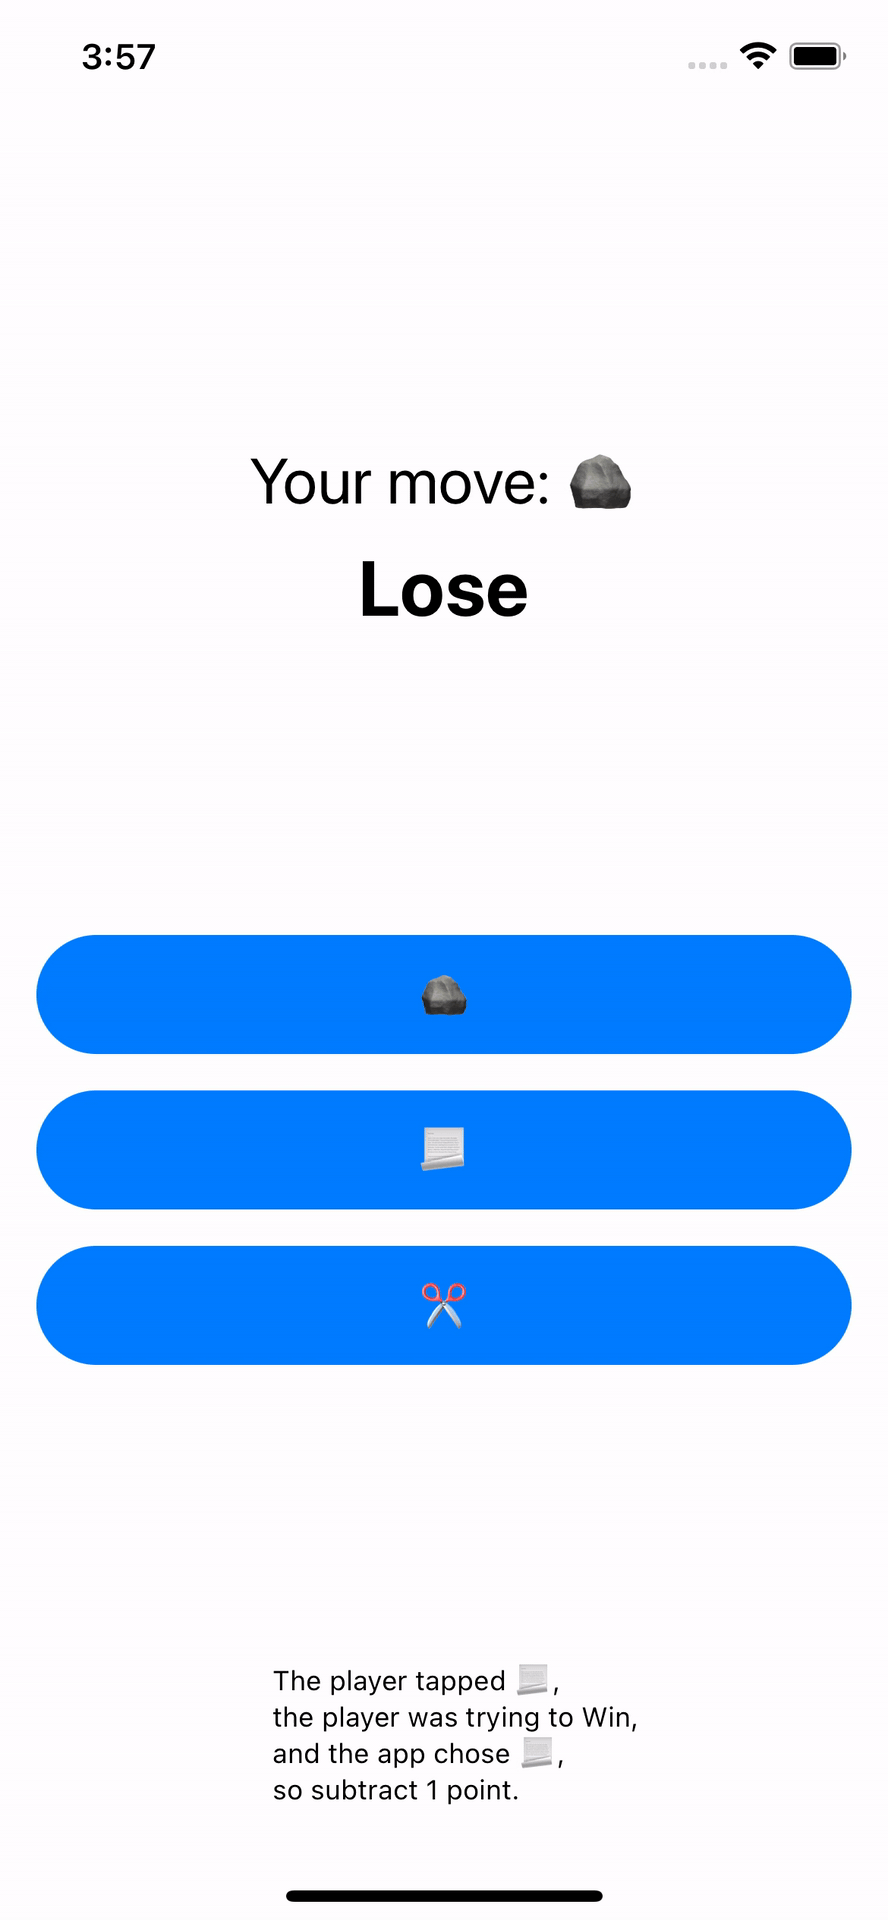 3:57
Your move: 🪨
Lose
🪨
📜
✂️
The player tapped 📜,
the player was trying to Win,
and the app chose 📜,
so subtract 1 point.